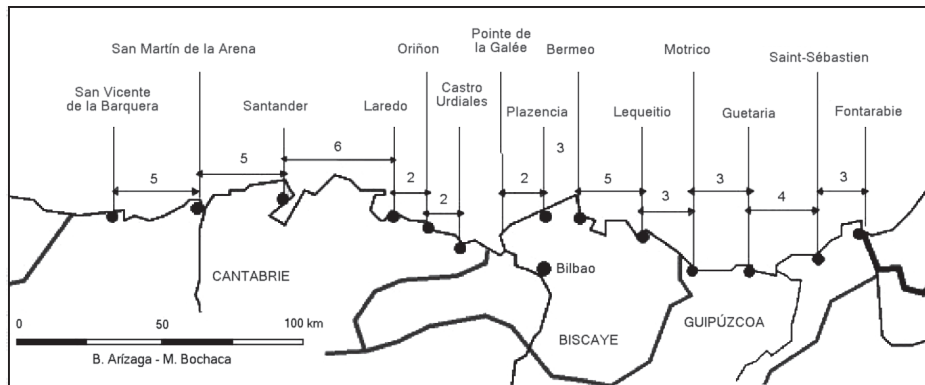 Pointe de
la Galée
Bermeo
Motrico
Saint-Sébastien
San Martín de la Arena
Oriñon
San Vicente
de la Barquera
Santander
Laredo
Castro
Urdiales
Plazencia
Lequeitio
Guetaria
Fontarabie
5
5
6
2
2
2
3
5
3
3
4
3
CANTABRIE
Bilbao
BISCAYE
GUIPÚZCOA
0 50 100 km
B. Arízaga - M. Bochaca